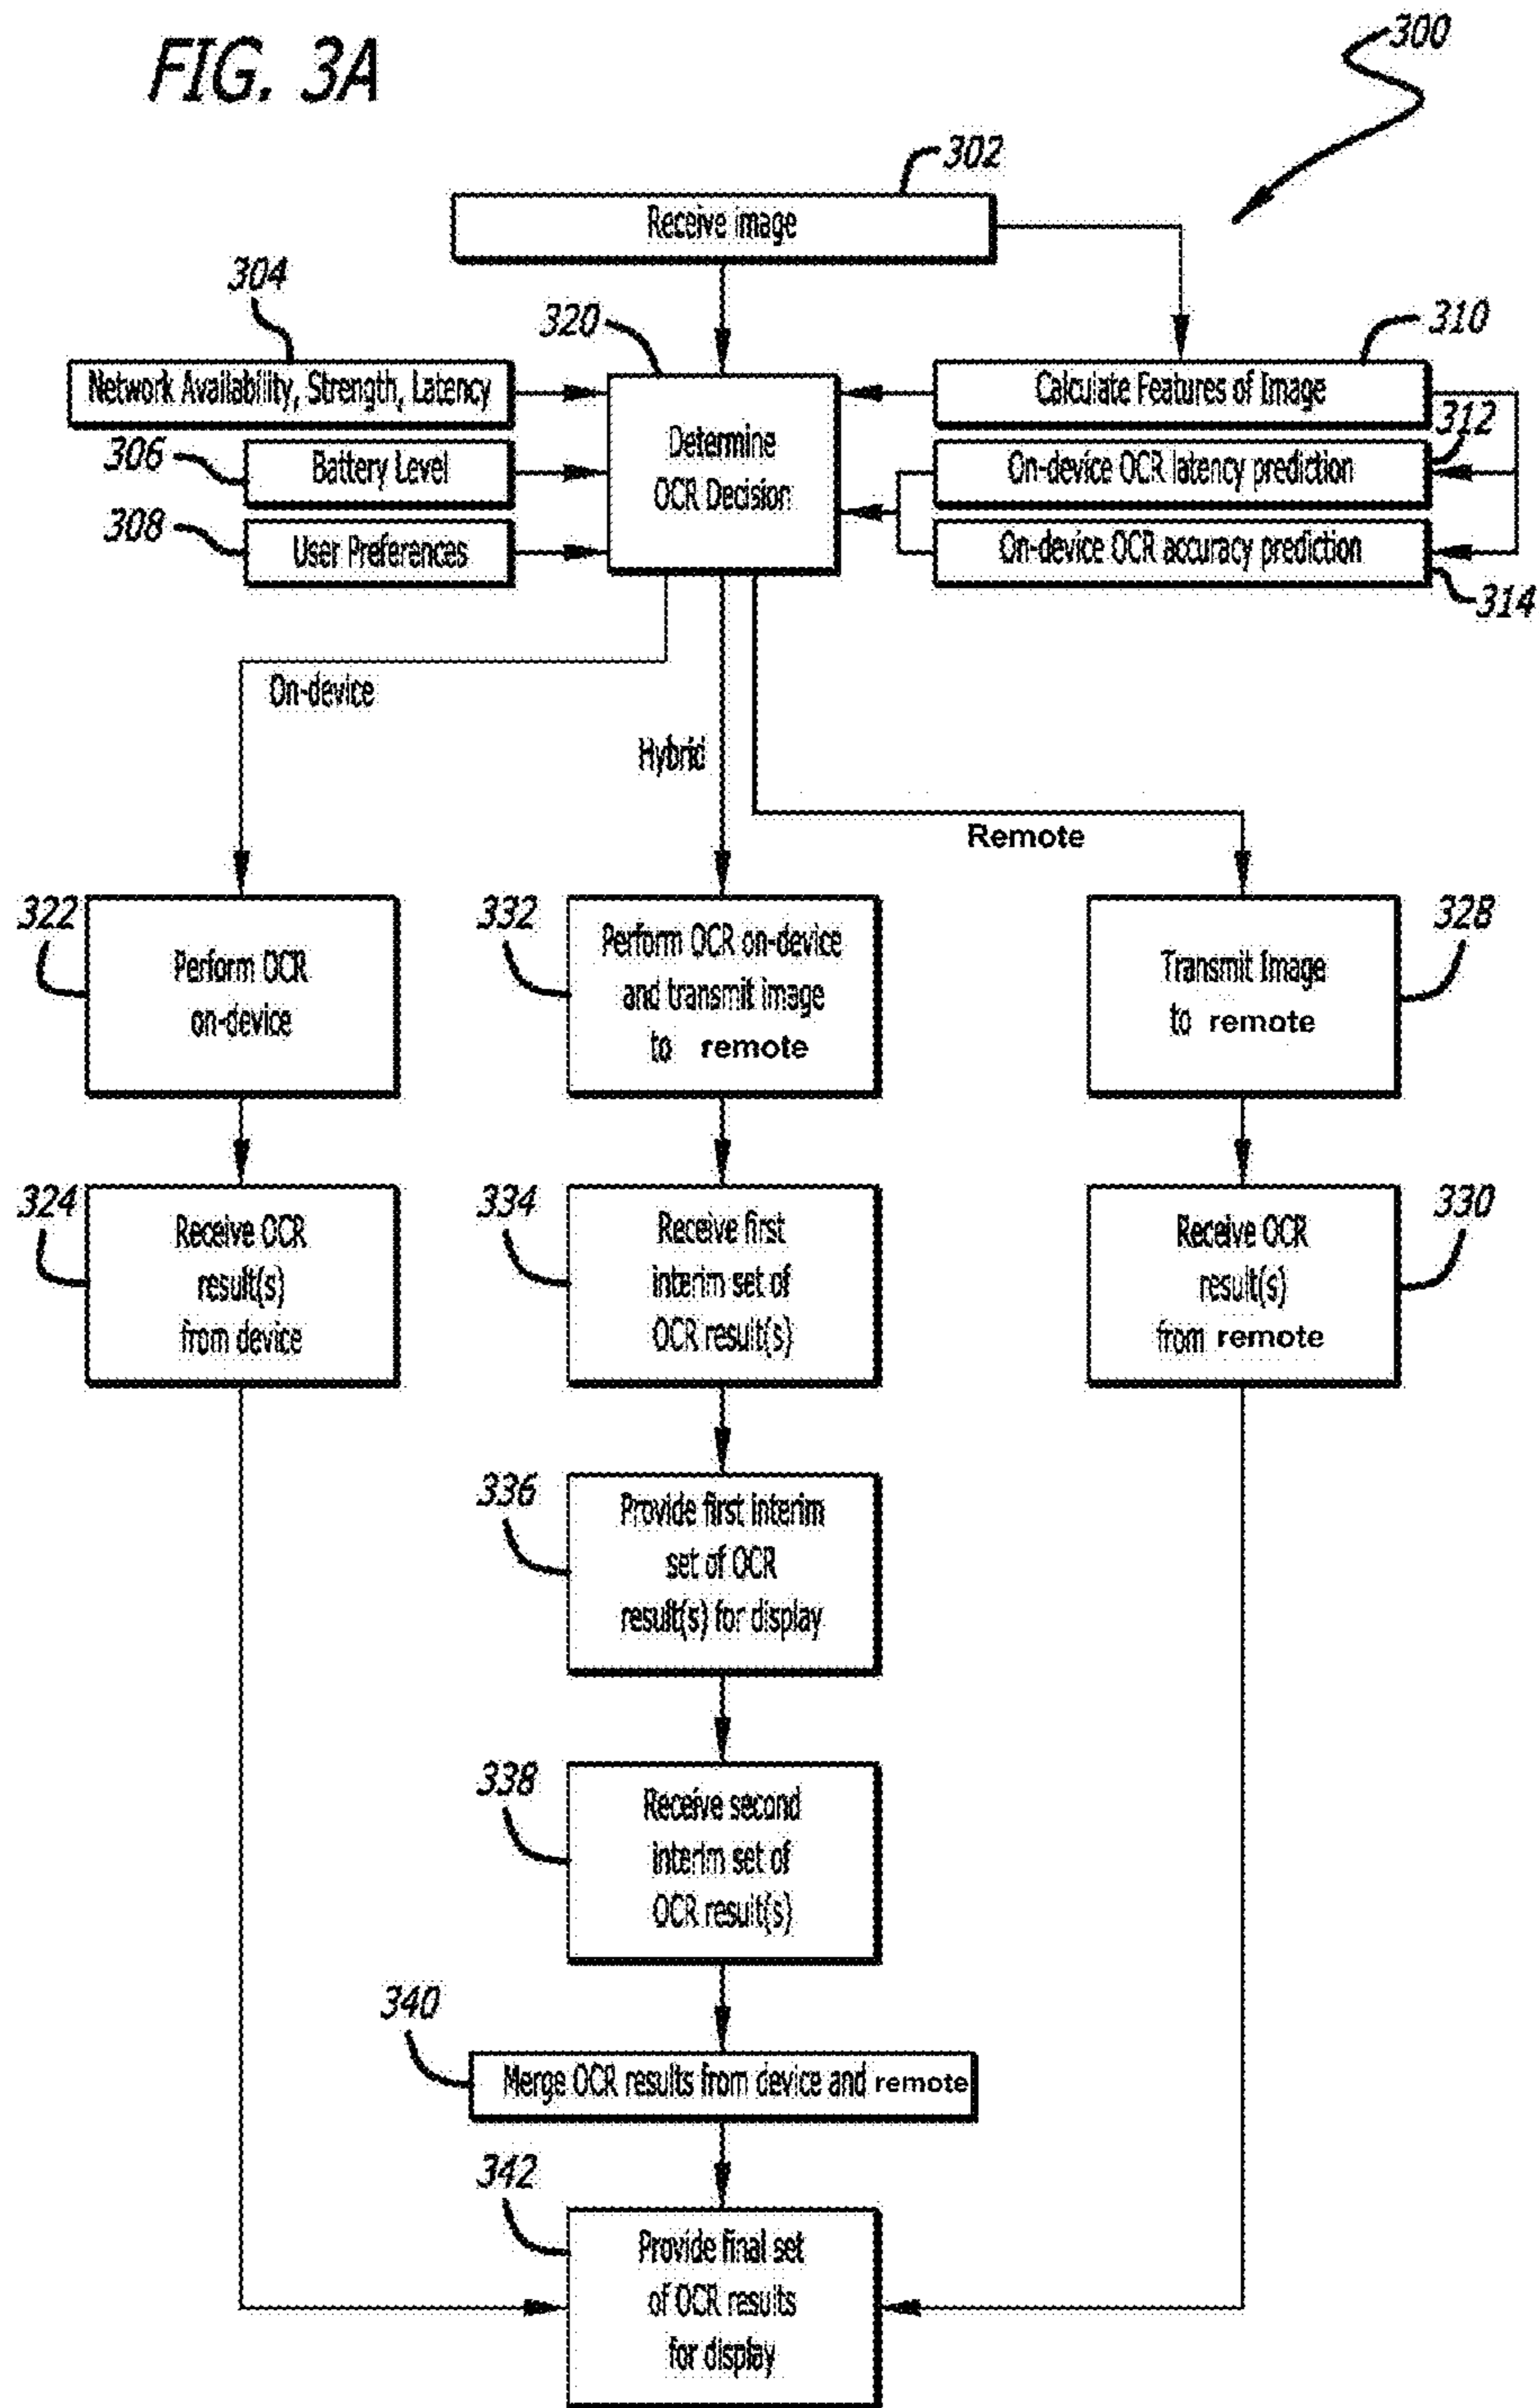 FIG. 3A
300
302
Receive image
304
320
310
Network Availability, Strength, Latency
Calculate Features of Image
312
306
Battery Level
Determine
OCR Decision
On-device OCR latency prediction
308
User Preferences
On-device OCR accuracy prediction
314
On-device
Hybrid
Remote
322
Perform OCR
on-device
332
Perform OCR on-device
and transmit image
to remote
328
Transmit Image
to remote
324
Receive OCR
result(s)
from device
334
Receive first
interim set of
OCR result(s)
330
Receive OCR
result(s)
from remote
336
Provide first interim
set of OCR
result(s) for display
338
Receive second
interim set of
OCR result(s)
340
Merge OCR results from device and remote
342
Provide final set
of OCR results
for display